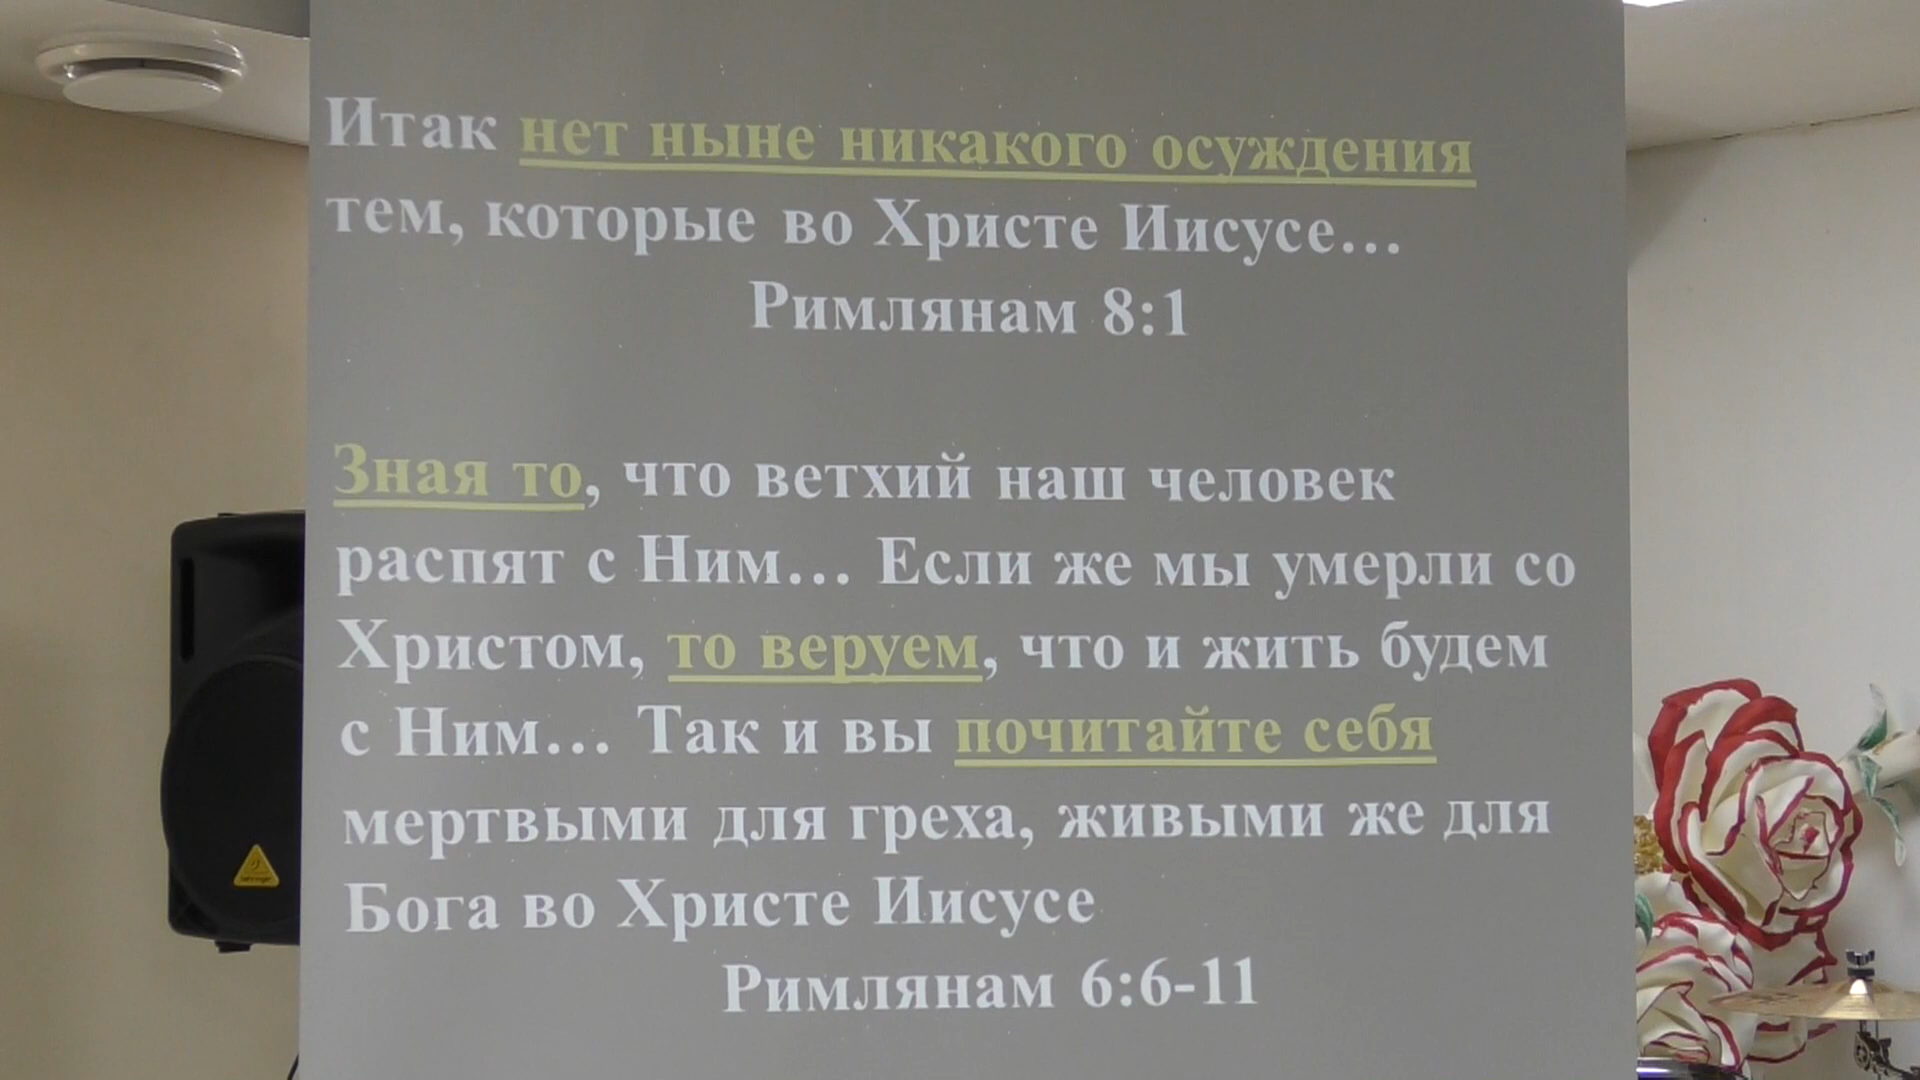 Итак нет ныне никакого осуждения
тем, которые во Христе Иисусе…
Римлянам 8:1
Зная то, что ветхий наш человек
распят с Ним… Если же мы умерли со
Христом, то веруем, что и жить будем
с Ним… Так и вы почитайте себя
мертвыми для греха, живыми же для
Бога во Христе Иисусе
Римлянам 6:6-11
behringer